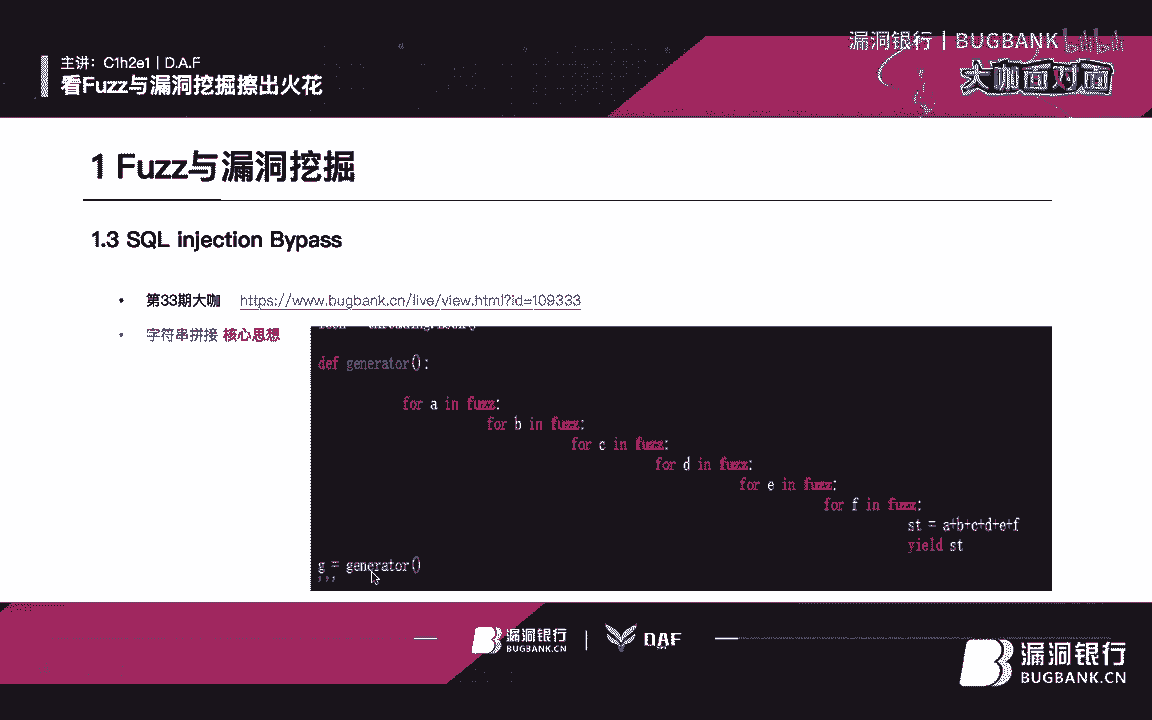 主讲：C1h2e1 | D.A.F
看Fuzz与漏洞挖掘擦出火花
漏洞银行 | BUGBANK bilibili
大咖面对面
1 Fuzz与漏洞挖掘
1.3 SQL injection Bypass
• 第33期大咖 https://www.bugbank.cn/live/view.html?id=109333
• 字符串拼接 核心思想
def generator():
for a in fuzz:
for b in fuzz:
for c in fuzz:
for d in fuzz:
for e in fuzz:
for f in fuzz:
st = a+b+c+d+e+f
yield st
g = generator()
'''
漏洞银行 BUGBANK.CN | DAF
漏洞银行
BUGBANK.CN